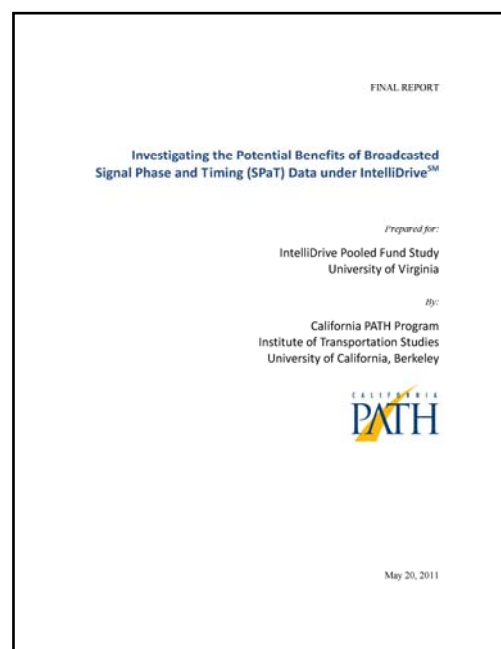 FINAL REPORT
Investigating the Potential Benefits of Broadcasted
Signal Phase and Timing (SPaT) Data under IntelliDriveSM
Prepared for:
IntelliDrive Pooled Fund Study
University of Virginia
By:
California PATH Program
Institute of Transportation Studies
University of California, Berkeley
CALIFORNIA
PATH
May 20, 2011